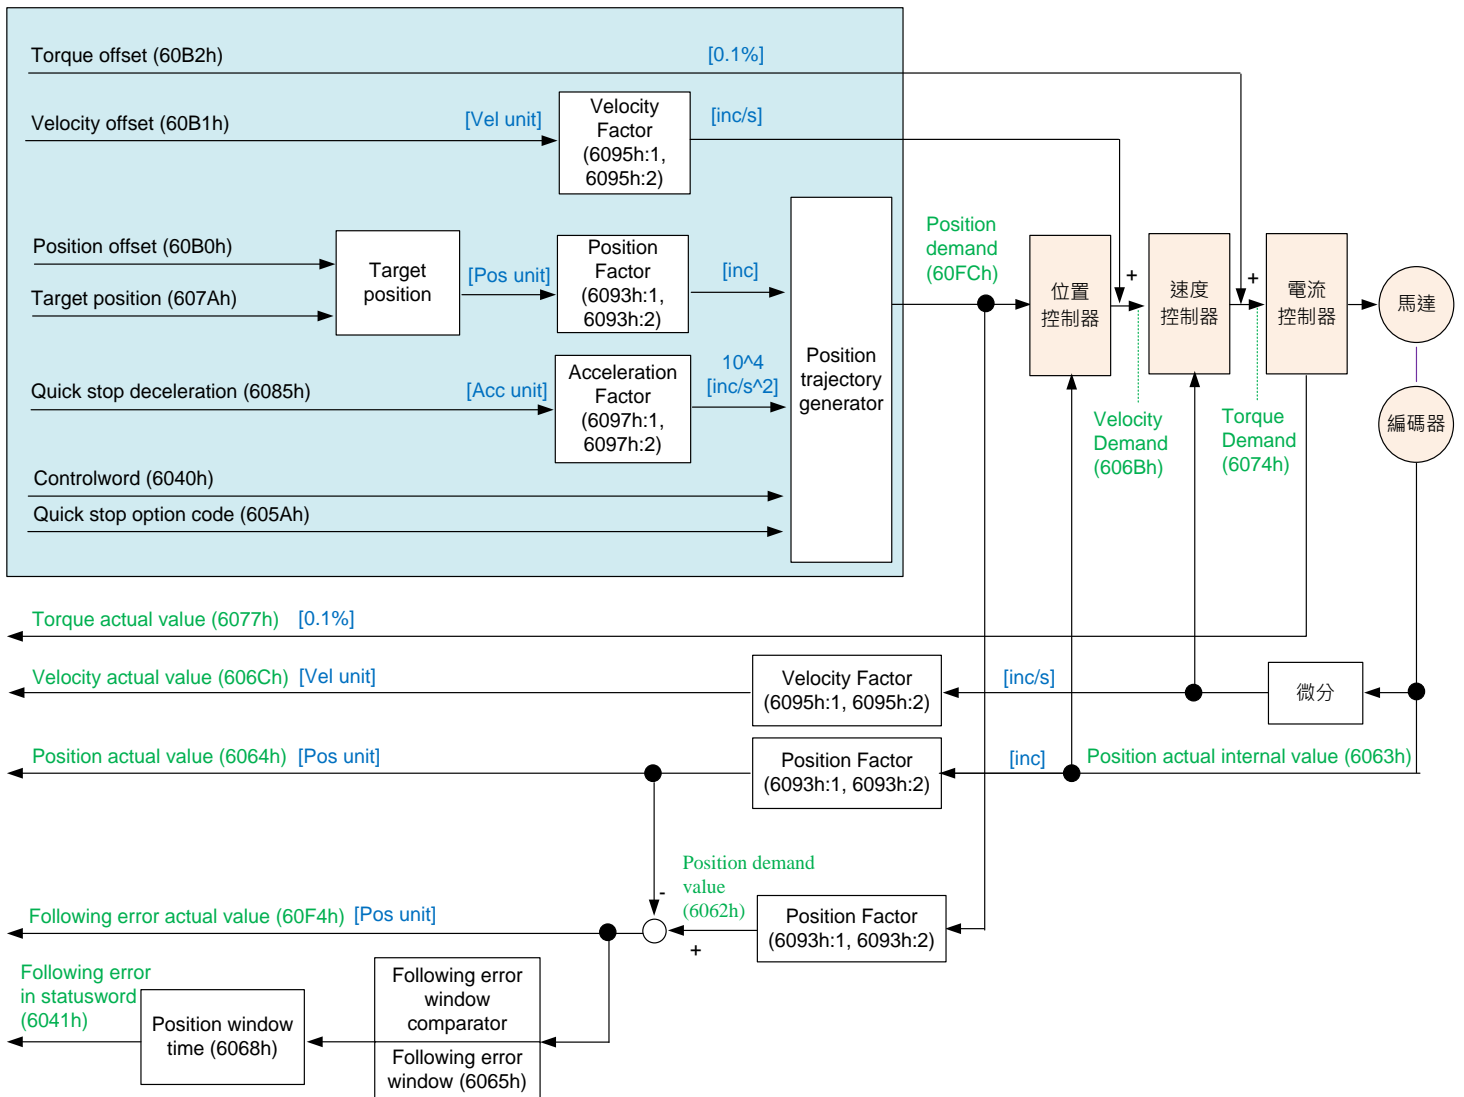 Torque offset (60B2h)
[0.1%]
Velocity offset (60B1h)
[Vel unit]
Velocity
Factor
(6095h:1,
6095h:2)
[inc/s]
Position offset (60B0h)
Target position (607Ah)
Target
position
[Pos unit]
Position
Factor
(6093h:1,
6093h:2)
[inc]
Quick stop deceleration (6085h)
[Acc unit]
Acceleration
Factor
(6097h:1,
6097h:2)
10^4
[inc/s^2]
Position
trajectory
generator
Controlword (6040h)
Quick stop option code (605Ah)
Position
demand
(60FCh)
位置
控制器
+
速度
控制器
+
電流
控制器
馬達
編碼器
Velocity
Demand
(606Bh)
Torque
Demand
(6074h)
Torque actual value (6077h)
[0.1%]
Velocity actual value (606Ch)
[Vel unit]
Velocity Factor
(6095h:1, 6095h:2)
[inc/s]
微分
Position actual value (6064h)
[Pos unit]
Position Factor
(6093h:1, 6093h:2)
[inc]
Position actual internal value (6063h)
Position demand
value
(6062h)
-
+
Position Factor
(6093h:1, 6093h:2)
Following error actual value (60F4h)
[Pos unit]
Following error
in statusword
(6041h)
Position window
time (6068h)
Following error
window
comparator
Following error
window (6065h)